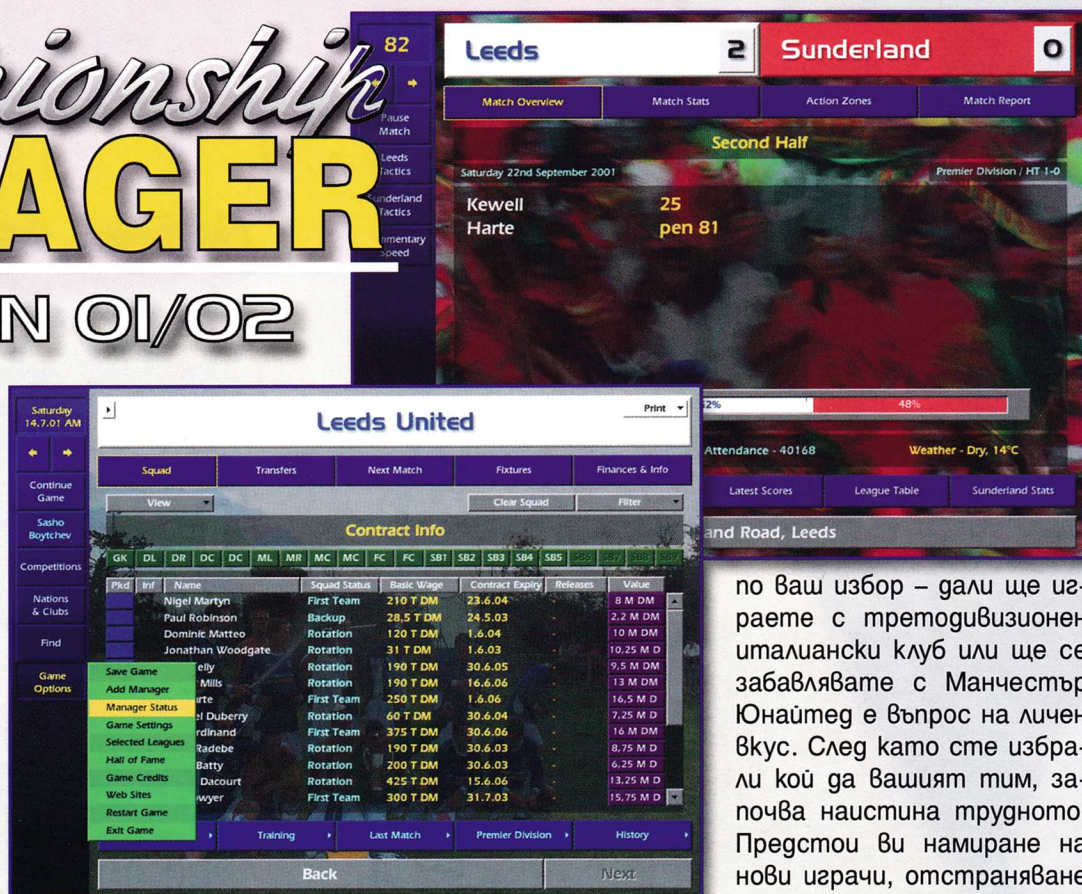 ionship
AGER
N 01/02
82
Pause
Match
Leeds
Tactics
Sunderland
Tactics
Speed
Leeds 2 Sunderland 0
Match Overview Match Stats Action Zones Match Report
Second Half
Saturday 22nd September 2001 Premier Division / HT 1-0
Kewell 25
Harte pen 81
48%
Attendance - 40168 Weather - Dry, 14°C
Latest Scores League Table Sunderland Stats
and Road, Leeds
Saturday
14.7.01 AM
Continue
Game
Sasho
Boytchev
Competitions
Nations
& Clubs
Find
Game
Options
Leeds United
Print
Squad Transfers Next Match Fixtures Finances & Info
View Clear Squad Filter
Contract Info
GK DL DR DC DC ML MR MC MC FC FC SB1 SB2 SB3 SB4 SB5
Pkd Inf Name Squad Status Basic Wage Contract Expiry Releases Value
Nigel Martyn First Team 210 T DM 23.6.04 - 8 M DM
Paul Robinson Backup 28,5 T DM 24.5.03 - 2,2 M DM
Dominic Matteo Rotation 120 T DM 1.6.04 - 10 M DM
Jonathan Woodgate Rotation 31 T DM 1.6.03 - 10,25 M D
elly Rotation 190 T DM 30.6.05 - 9,5 M DM
Mills Rotation 190 T DM 16.6.06 - 13 M DM
arte First Team 250 T DM 1.6.06 - 16,5 M D
el Duberry Rotation 60 T DM 30.6.04 - 7,25 M D
rdinand First Team 375 T DM 30.6.06 - 16 M DM
Radebe Rotation 190 T DM 30.6.03 - 8,75 M D
Batty Rotation 200 T DM 30.6.03 - 6,25 M D
Dacourt Rotation 425 T DM 15.6.06 - 13,25 M D
wyer First Team 300 T DM 31.7.03 - 15,75 M D
Save Game
Add Manager
Manager Status
Game Settings
Selected Leagues
Hall of Fame
Game Credits
Web Sites
Restart Game
Exit Game
Training Last Match Premier Division History
Back Next
по ваш избор – дали ще иг-
раете с третодивизионен
италиански клуб или ще се
забавлявате с Манчестър
Юнайтед е въпрос на личен
вкус. След като сте избра-
ли кой да вашият тим, за-
почва наистина трудното.
Предстои ви намиране на
нови играчи, отстраняване